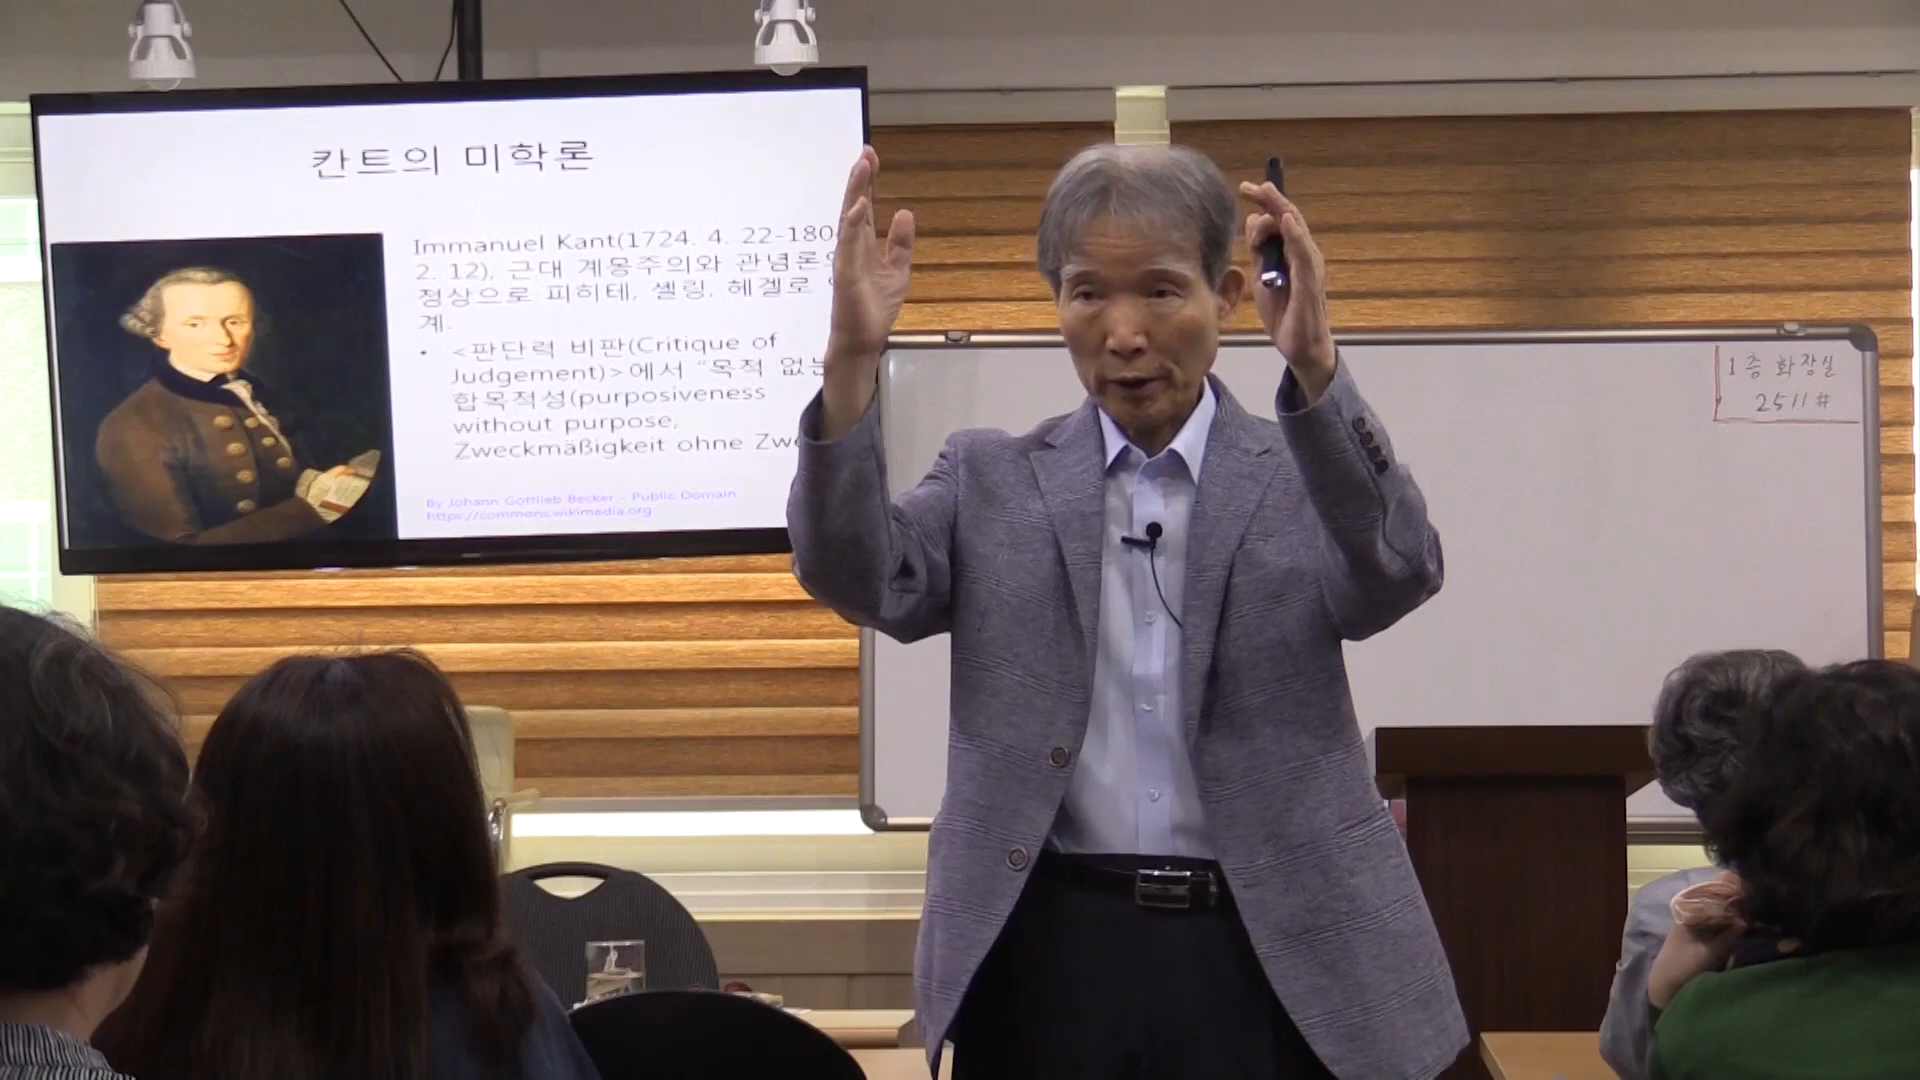 칸트의 미학론
Immanuel Kant(1724. 4. 22-180
2. 12), 근대 계몽주의와 관념론
정상으로 피히테, 쎌링, 헤겔로
계.
• <판단력 비판(Critique of
Judgement)>에서 "목적 없는
합목적성(purposiveness
without purpose,
Zweckmäßigkeit ohne Zwe
By Johann Gottlieb Becker - Public Domain,
https://commons.wikimedia.org
1층 화장실
2511#